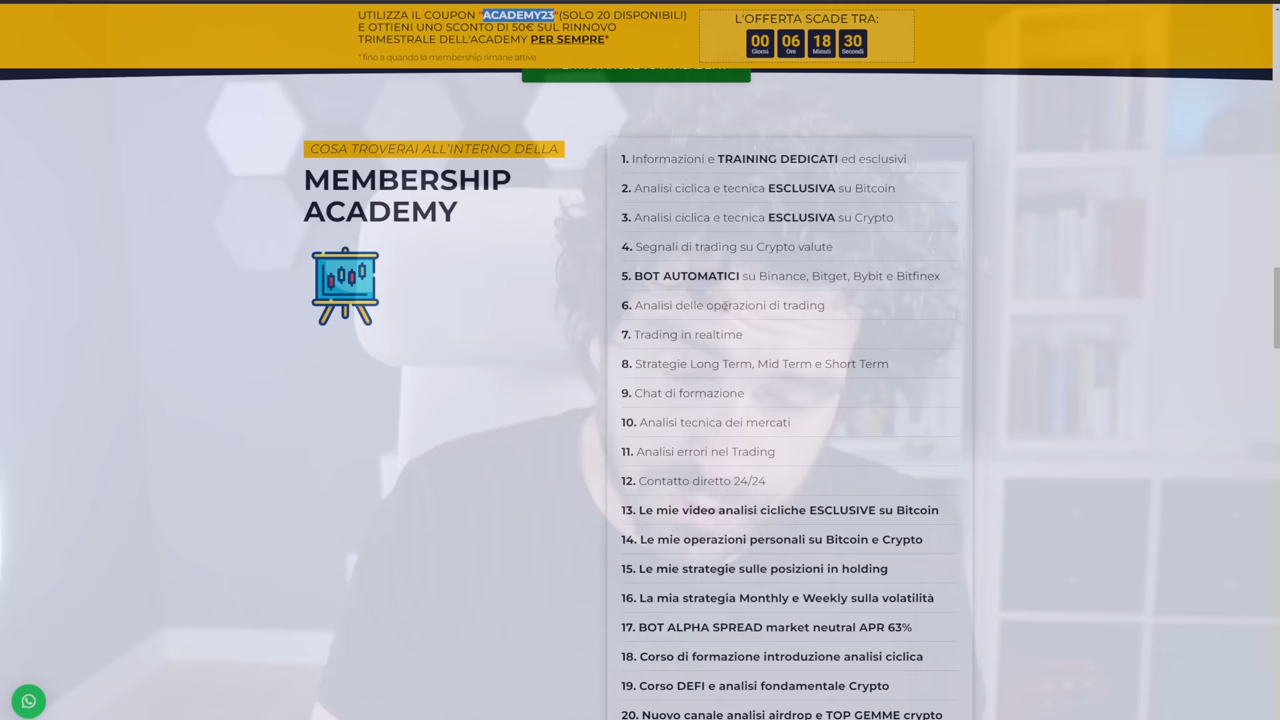 UTILIZZA IL COUPON "ACADEMY23"(SOLO 20 DISPONIBILI)
E OTTIENI UNO SCONTO DI 50€ SUL RINNOVO
TRIMESTRALE DELL'ACADEMY PER SEMPRE*
* fino a quando la membership rimane attiva
L'OFFERTA SCADE TRA:
00 06 18 30
Giorni Ore Minuti Secondi
COSA TROVERAI ALL'INTERNO DELLA
MEMBERSHIP
ACADEMY
1. Informazioni e TRAINING DEDICATI ed esclusivi
2. Analisi ciclica e tecnica ESCLUSIVA su Bitcoin
3. Analisi ciclica e tecnica ESCLUSIVA su Crypto
4. Segnali di trading su Crypto valute
5. BOT AUTOMATICI su Binance, Bitget, Bybit e Bitfinex
6. Analisi delle operazioni di trading
7. Trading in realtime
8. Strategie Long Term, Mid Term e Short Term
9. Chat di formazione
10. Analisi tecnica dei mercati
11. Analisi errori nel Trading
12. Contatto diretto 24/24
13. Le mie video analisi cicliche ESCLUSIVE su Bitcoin
14. Le mie operazioni personali su Bitcoin e Crypto
15. Le mie strategie sulle posizioni in holding
16. La mia strategia Monthly e Weekly sulla volatilità
17. BOT ALPHA SPREAD market neutral APR 63%
18. Corso di formazione introduzione analisi ciclica
19. Corso DEFI e analisi fondamentale Crypto
20. Nuovo canale analisi airdrop e TOP GEMME crypto